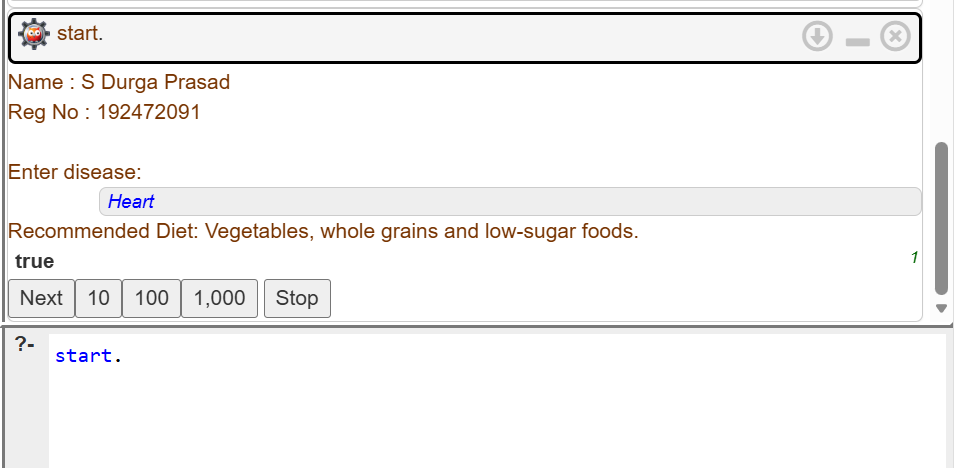 start.
Name : S Durga Prasad
Reg No : 192472091
Enter disease:
Heart
Recommended Diet: Vegetables, whole grains and low-sugar foods.
true 1
Next 10 100 1,000 Stop
?- start.